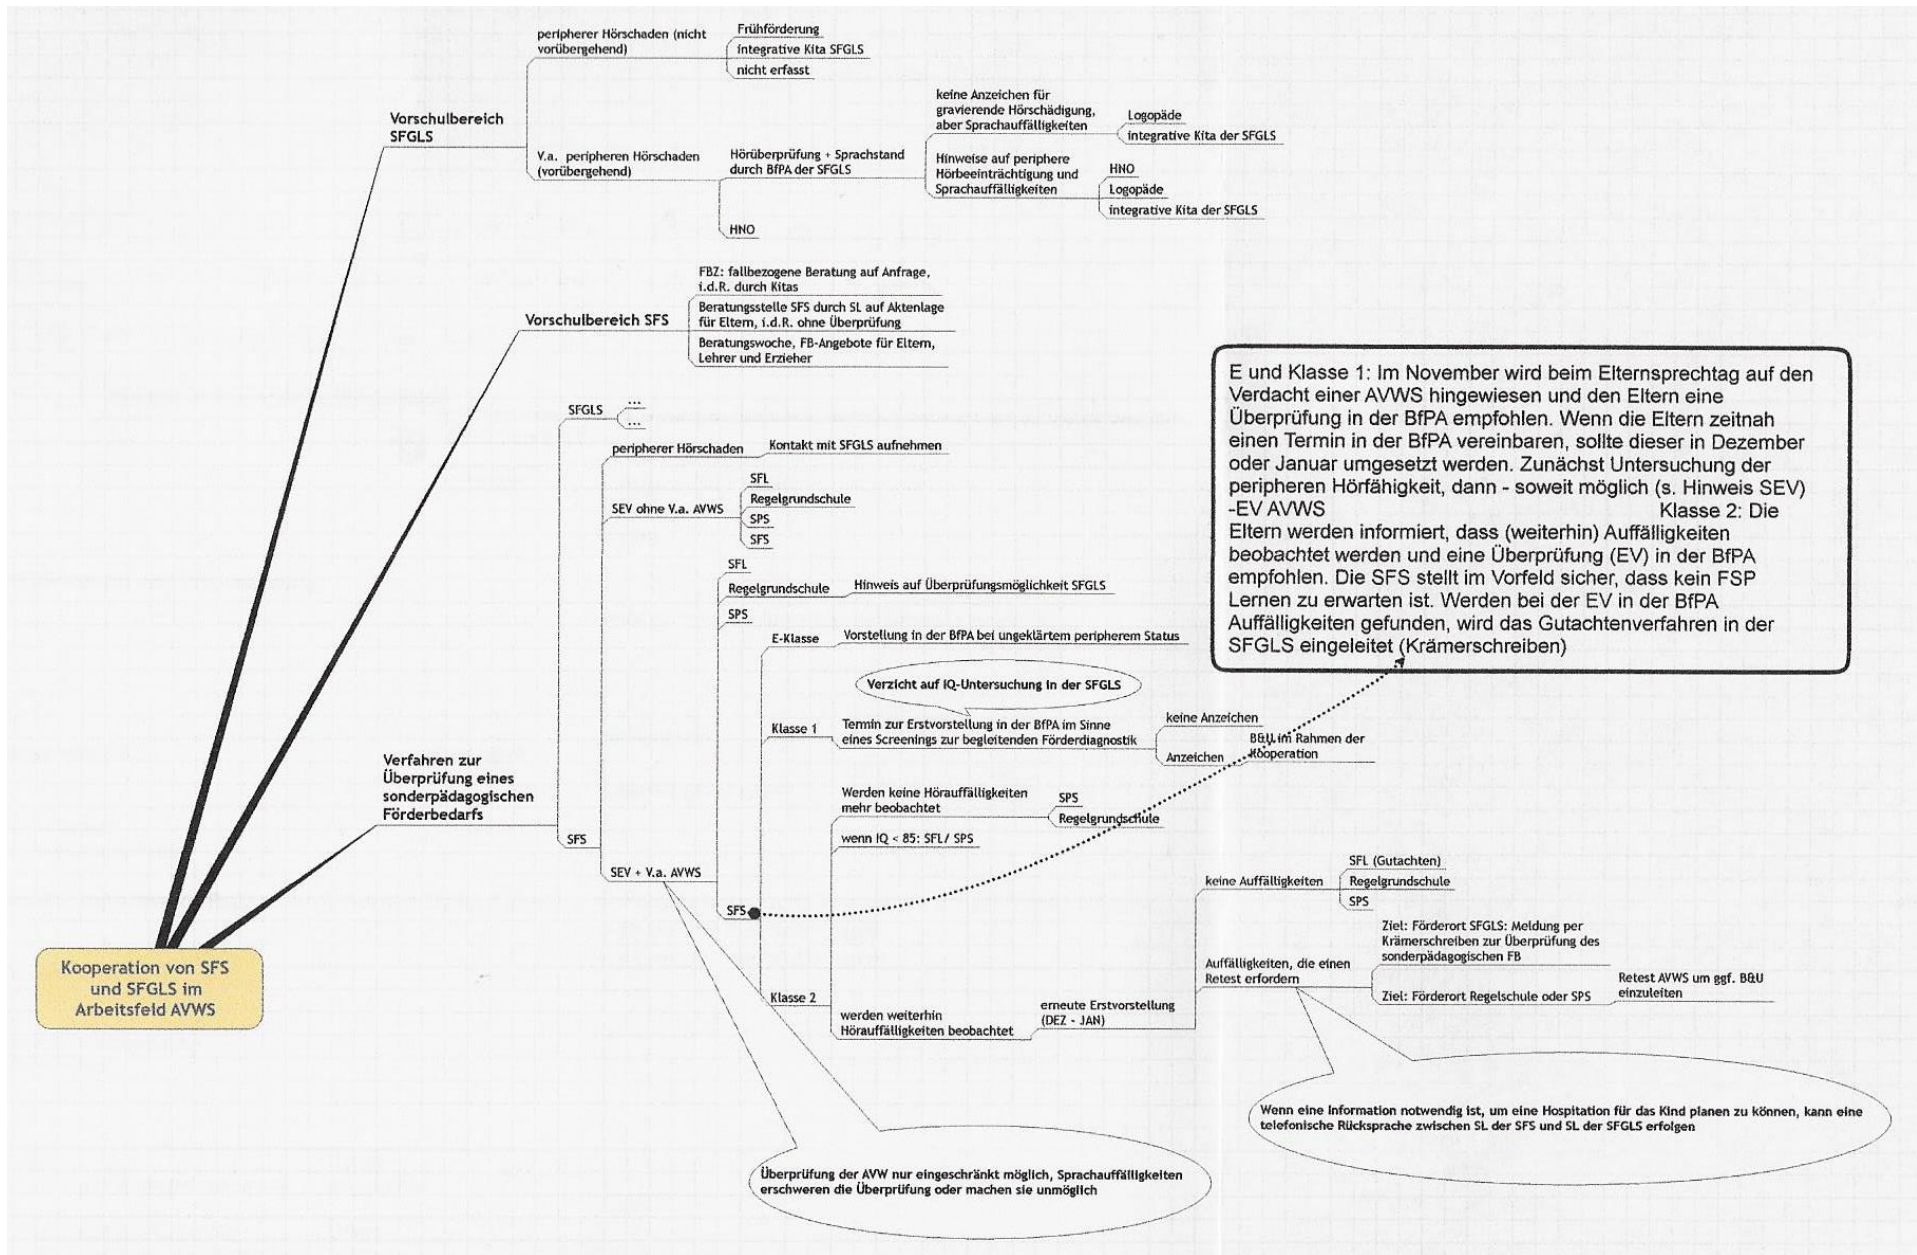 peripherer Hörschaden (nicht
vorübergehend)
Frühförderung
integrative Kita SFGLS
nicht erfasst
Vorschulbereich
SFGLS
V.a. peripheren Hörschaden
(vorübergehend)
Hörüberprüfung + Sprachstand
durch BfPA der SFGLS
keine Anzeichen für
gravierende Hörschädigung,
aber Sprachauffälligkeiten
Logopäde
integrative Kita der SFGLS
Hinweise auf periphere
Hörbeeinträchtigung und
Sprachauffälligkeiten
HNO
Logopäde
integrative Kita der SFGLS
HNO
Vorschulbereich SFS
FBZ: fallbezogene Beratung auf Anfrage,
i.d.R. durch Kitas
Beratungsstelle SFS durch SL auf Aktenlage
für Eltern, i.d.R. ohne Überprüfung
Beratungswoche, FB-Angebote für Eltern,
Lehrer und Erzieher
E und Klasse 1: Im November wird beim Elternsprechtag auf den
Verdacht einer AVWS hingewiesen und den Eltern eine
Überprüfung in der BfPA empfohlen. Wenn die Eltern zeitnah
einen Termin in der BfPA vereinbaren, sollte dieser in Dezember
oder Januar umgesetzt werden. Zunächst Untersuchung der
peripheren Hörfähigkeit, dann - soweit möglich (s. Hinweis SEV)
-EV AVWS Klasse 2: Die
Eltern werden informiert, dass (weiterhin) Auffälligkeiten
beobachtet werden und eine Überprüfung (EV) in der BfPA
empfohlen. Die SFS stellt im Vorfeld sicher, dass kein FSP
Lernen zu erwarten ist. Werden bei der EV in der BfPA
Auffälligkeiten gefunden, wird das Gutachtenverfahren in der
SFGLS eingeleitet (Krämerschreiben)
Verfahren zur
Überprüfung eines
sonderpädagogischen
Förderbedarfs
SFGLS
...
...
SFS
peripherer Hörschaden
Kontakt mit SFGLS aufnehmen
SEV ohne V.a. AVWS
SFL
Regelgrundschule
SPS
SFS
SEV + V.a. AVWS
SFL
Regelgrundschule
Hinweis auf Überprüfungsmöglichkeit SFGLS
SPS
SFS
E-Klasse
Vorstellung in der BfPA bei ungeklärtem peripherem Status
Verzicht auf IQ-Untersuchung in der SFGLS
Klasse 1
Termin zur Erstvorstellung in der BfPA im Sinne
eines Screenings zur begleitenden Förderdiagnostik
keine Anzeichen
Anzeichen
B&U im Rahmen der
Kooperation
Klasse 2
Werden keine Hörauffälligkeiten
mehr beobachtet
SPS
Regelgrundschule
wenn IQ < 85: SFL/ SPS
werden weiterhin
Hörauffälligkeiten beobachtet
erneute Erstvorstellung
(DEZ - JAN)
keine Auffälligkeiten
SFL (Gutachten)
Regelgrundschule
SPS
Auffälligkeiten, die einen
Retest erfordern
Ziel: Förderort SFGLS: Meldung per
Krämerschreiben zur Überprüfung des
sonderpädagogischen FB
Ziel: Förderort Regelschule oder SPS
Retest AVWS um ggf. B&U
einzuleiten
Kooperation von SFS
und SFGLS im
Arbeitsfeld AVWS
Wenn eine Information notwendig ist, um eine Hospitation für das Kind planen zu können, kann eine
telefonische Rücksprache zwischen SL der SFS und SL der SFGLS erfolgen
Überprüfung der AVW nur eingeschränkt möglich, Sprachauffälligkeiten
erschweren die Überprüfung oder machen sie unmöglich